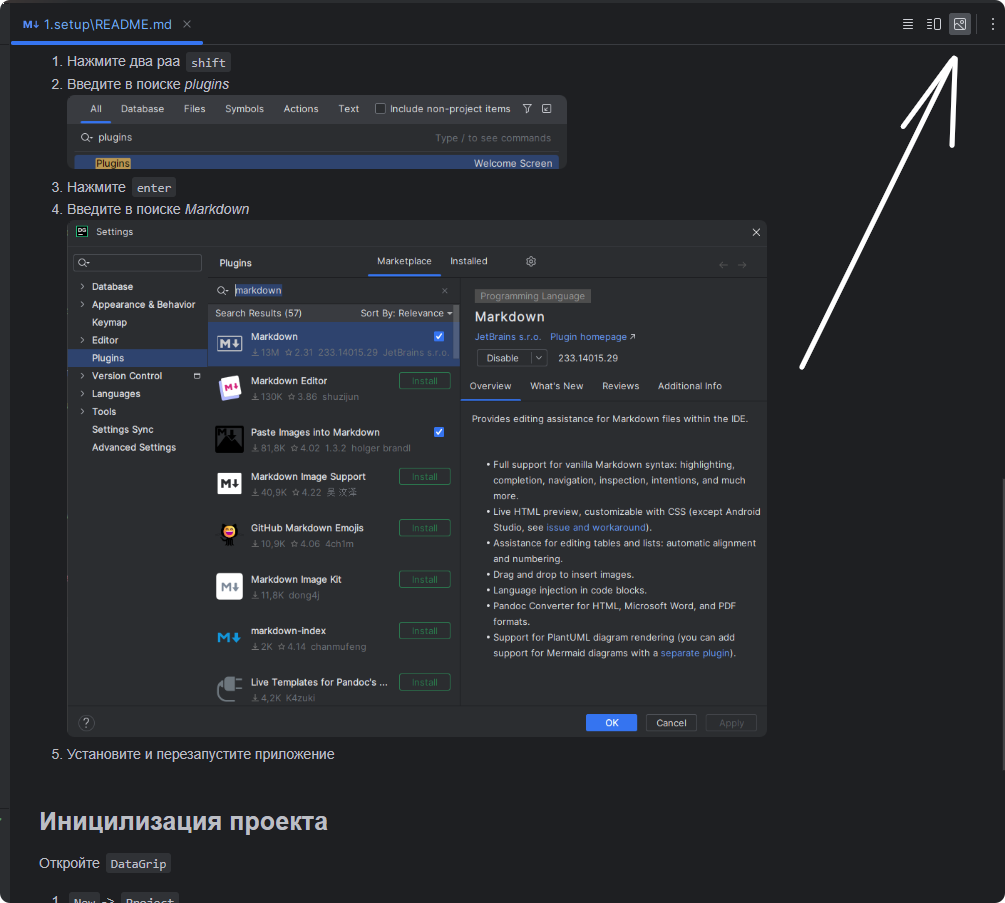 M↓ 1.setup\README.md
1. Нажмите два раа shift
2. Введите в поиске plugins
All Database Files Symbols Actions Text Include non-project items
plugins Type / to see commands
Plugins Welcome Screen
3. Нажмите enter
4. Введите в поиске Markdown
DG Settings
Plugins Marketplace Installed
Database
Appearance & Behavior
Keymap
Editor
Plugins
Version Control
Languages
Tools
Settings Sync
Advanced Settings
markdown
Search Results (57) Sort By: Relevance
Markdown
13M 2.31 233.14015.29 JetBrains s.r.o.
Markdown Editor Install
130K 3.86 shuzijun
Paste Images into Markdown
81,8K 4.02 1.3.2 holger brandl
Markdown Image Support Install
40,9K 4.22 吴 汶泽
GitHub Markdown Emojis Install
10,9K 4.06 4ch1m
Markdown Image Kit Install
11,8K dong4j
markdown-index Install
2K 4.14 chanmufeng
Live Templates for Pandoc's ... Install
4,2K K4zuki
Programming Language
Markdown
JetBrains s.r.o. Plugin homepage ↗
Disable 233.14015.29
Overview What's New Reviews Additional Info
Provides editing assistance for Markdown files within the IDE.
• Full support for vanilla Markdown syntax: highlighting,
completion, navigation, inspection, intentions, and much
more.
• Live HTML preview, customizable with CSS (except Android
Studio, see issue and workaround).
• Assistance for editing tables and lists: automatic alignment
and numbering.
• Drag and drop to insert images.
• Language injection in code blocks.
• Pandoc Converter for HTML, Microsoft Word, and PDF
formats.
• Support for PlantUML diagram rendering (you can add
support for Mermaid diagrams with a separate plugin).
? OK Cancel Apply
5. Установите и перезапустите приложение
Иницилизация проекта
Откройте DataGrip
1. New -> Project